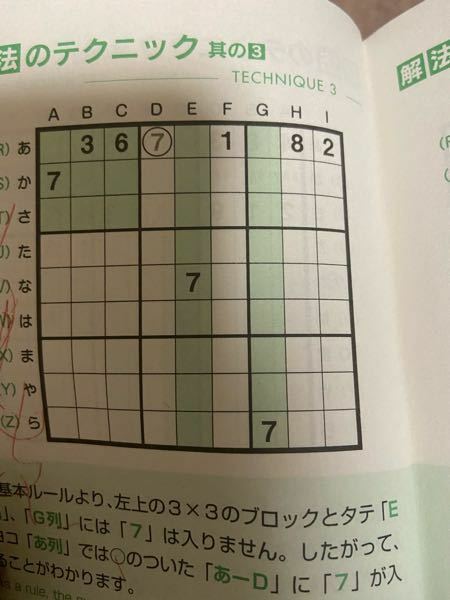 法のテクニック 其の3
解法
TECHNIQUE 3
A B C D E F G H I
R) あ 3 6 7 1 8 2
S) か 7
T) さ
U) た
V) な 7
W) は
X) ま
Y) や
(Z) ら 7
基本ルールより、左上の3×3のブロックとタテ「E
」、「G列」には「7」は入りません。したがって、
ヨコ「あ列」では○のついた「あーD」に「7」が入
ることがわかります。
s a rule, the